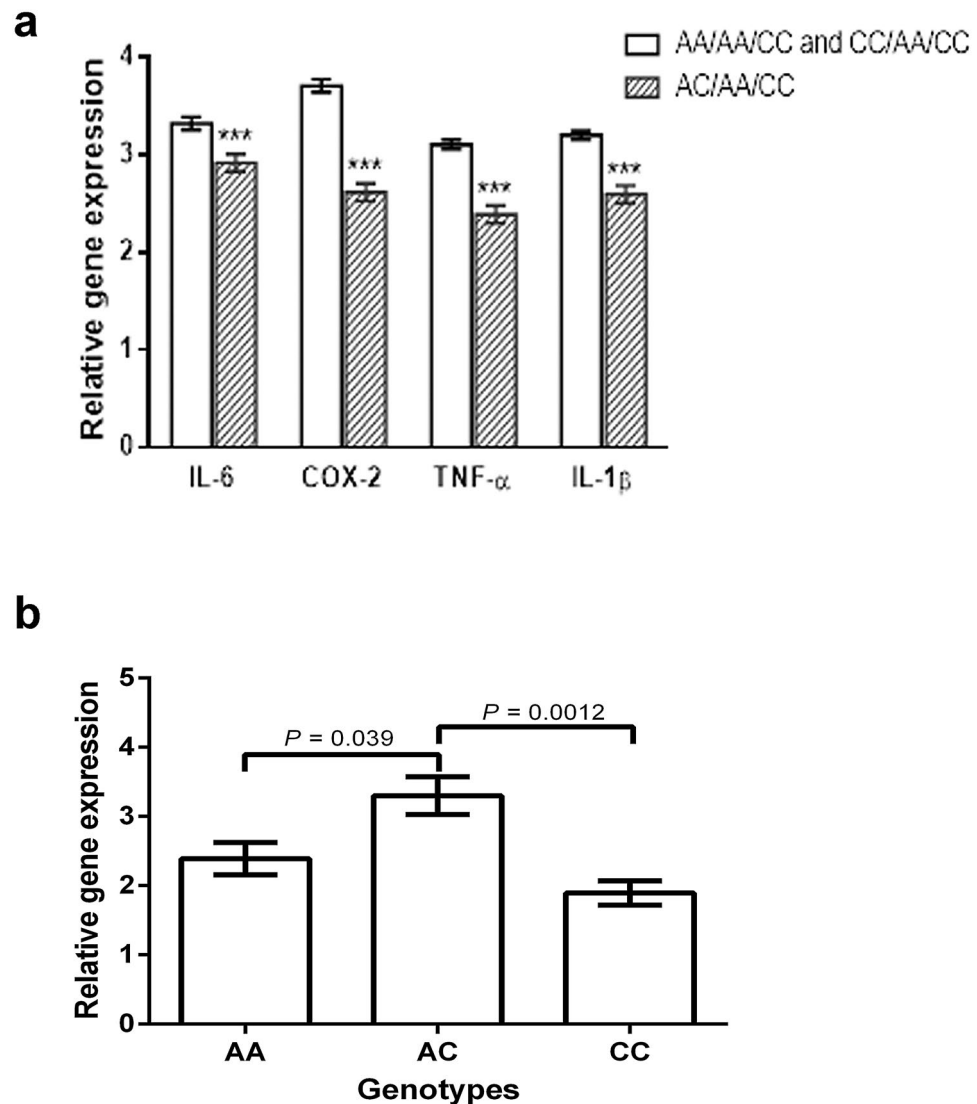 a
AA/AA/CC and CC/AA/CC
AC/AA/CC
Relative gene expression
4
3
2
1
0
***
***
***
***
IL-6 COX-2 TNF-α IL-1β
b
Relative gene expression
5
4
3
2
1
0
P = 0.039
P = 0.0012
AA AC CC
Genotypes